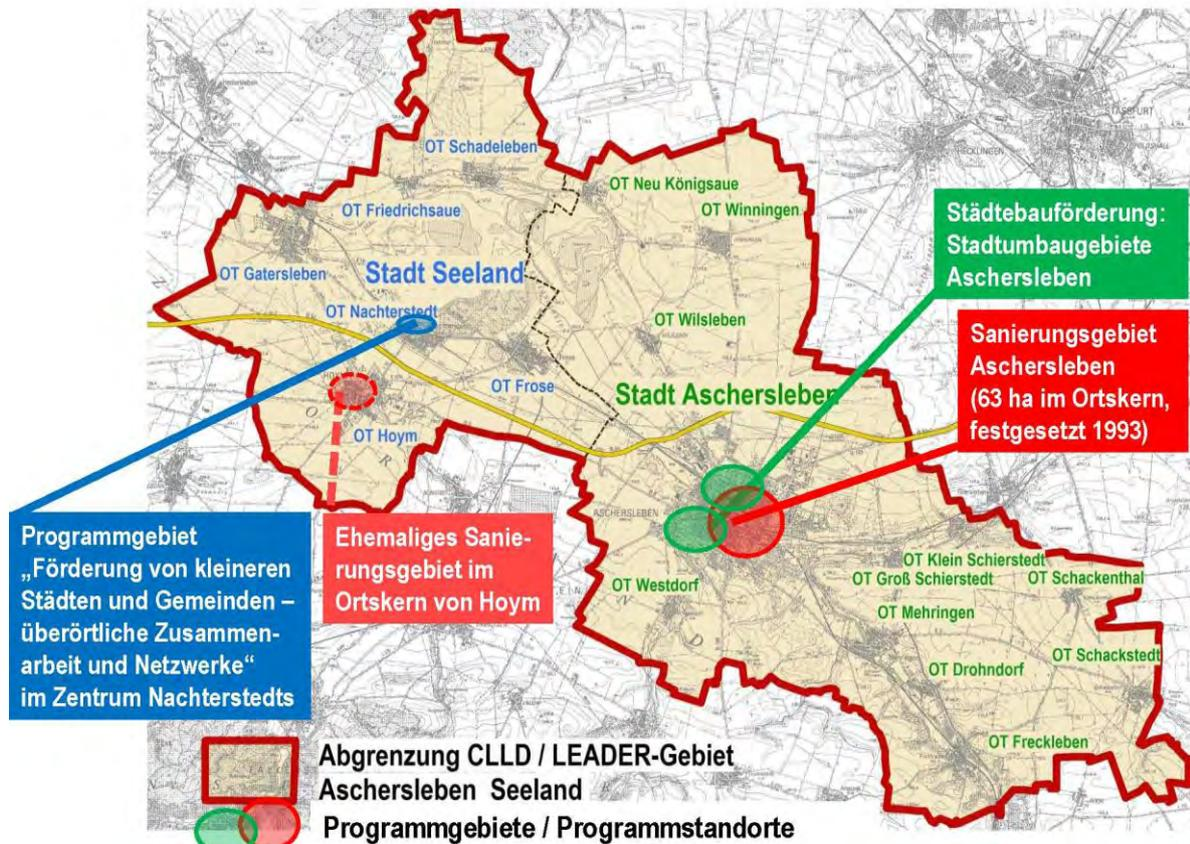 OT Schadeleben
OT Neu Königsaue
OT Friedrichsaue
OT Winningen
OT Gatersleben
Stadt Seeland
OT Nachterstedt
OT Wilsleben
OT Frose
Stadt Aschersleben
OT Hoym
ASCHERSLEBEN
OT Westdorf
OT Klein Schierstedt
OT Groß Schierstedt
OT Schackenthal
OT Mehringen
OT Drohndorf
OT Schackstedt
OT Freckleben
Städtebauförderung:
Stadtumbaugebiete
Aschersleben
Sanierungsgebiet
Aschersleben
(63 ha im Ortskern,
festgesetzt 1993)
Programmgebiet
„Förderung von kleineren
Städten und Gemeinden –
überörtliche Zusammen-
arbeit und Netzwerke“
im Zentrum Nachterstedts
Ehemaliges Sanie-
rungsgebiet im
Ortskern von Hoym
Abgrenzung CLLD / LEADER-Gebiet
Aschersleben Seeland
Programmgebiete / Programmstandorte